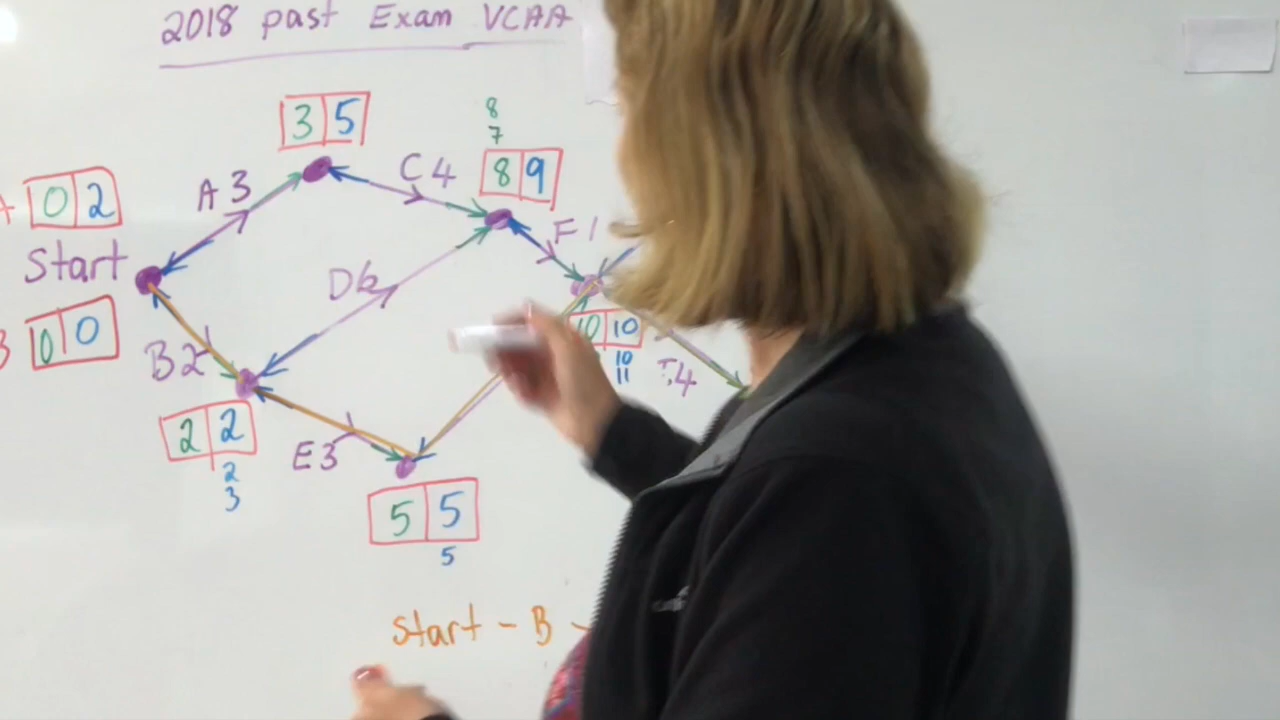 2018 past Exam VCAA
3 5
8
7
8 9
A 3
C 4
0 2
Start
F 1
D6
0 0
B 2
10 10
10
11
I 4
2 2
2
3
E 3
5 5
5
Start - B -